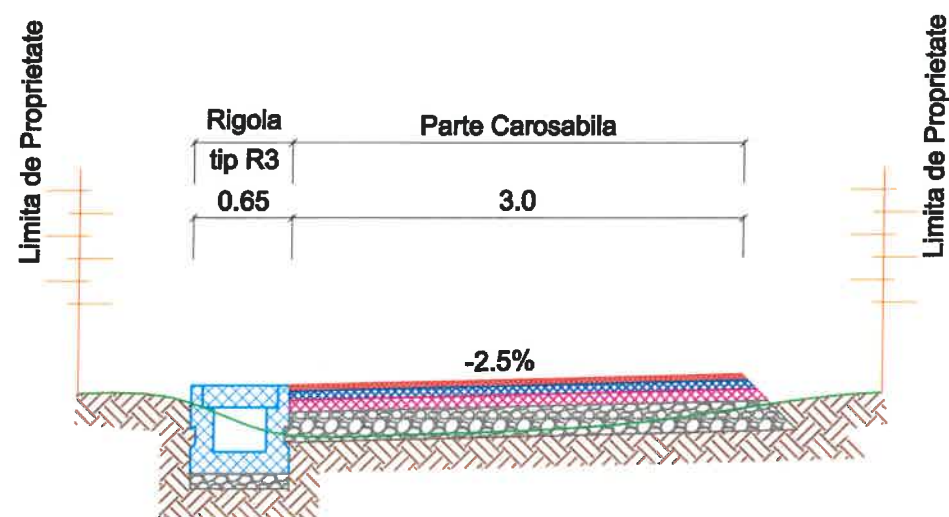 Limita de Proprietate
Rigola
tip R3
0.65
Parte Carosabila
3.0
-2.5%
Limita de Proprietate